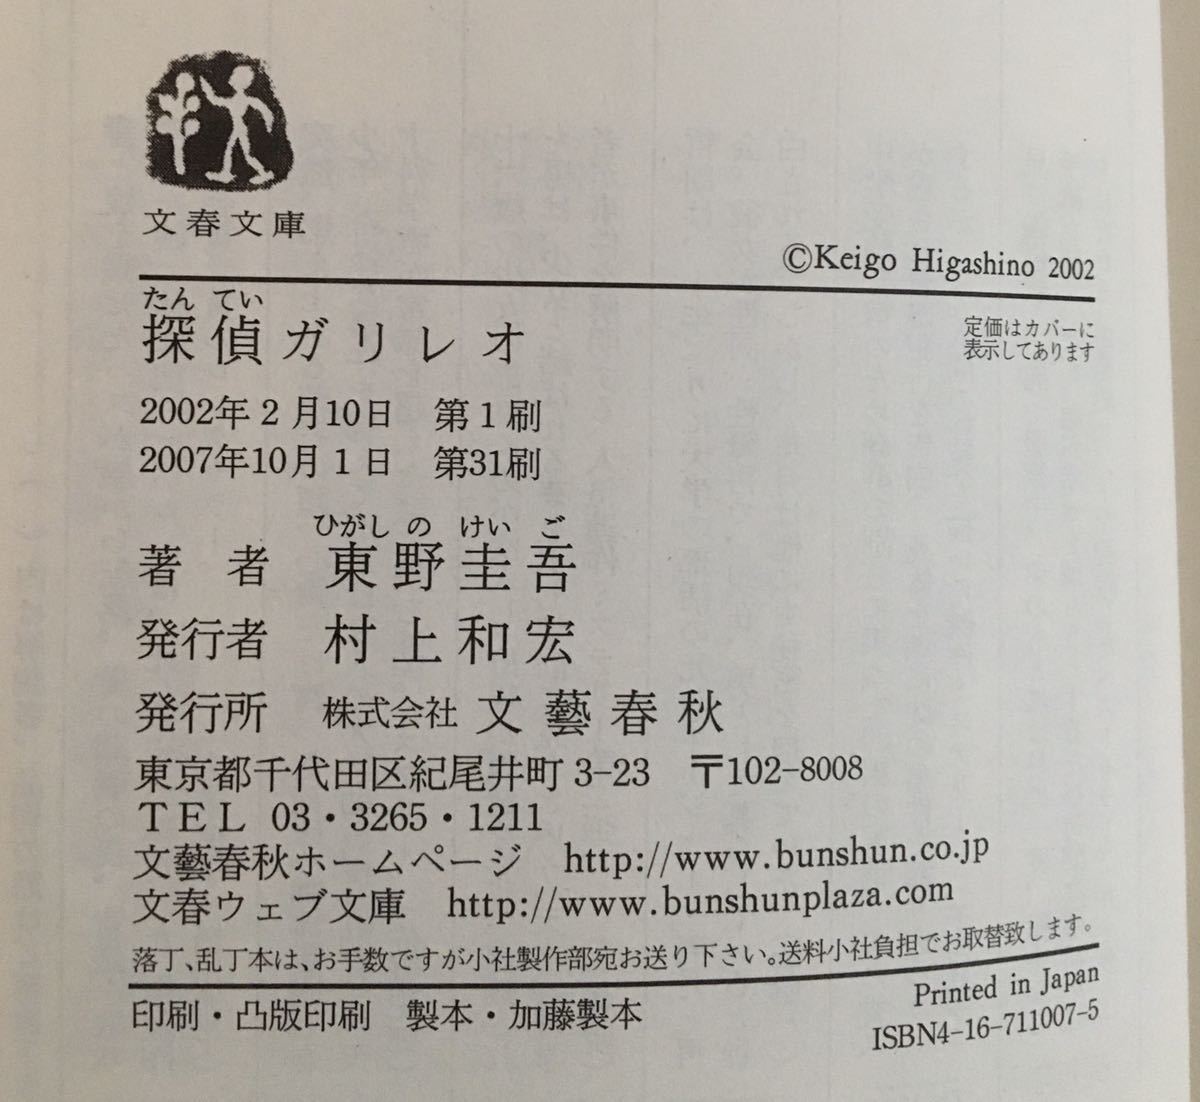 文春文庫
©Keigo Higashino 2002
たんてい
探偵ガリレオ
定価はカバーに
表示してあります
2002年2月10日　第1刷
2007年10月1日　第31刷
ひがしの けいご
著　者　東野圭吾
発行者　村上和宏
発行所　株式会社 文藝春秋
東京都千代田区紀尾井町3-23　〒102-8008
TEL 03・3265・1211
文藝春秋ホームページ　http://www.bunshun.co.jp
文春ウェブ文庫　http://www.bunshunplaza.com
落丁、乱丁本は、お手数ですが小社製作部宛お送り下さい。送料小社負担でお取替致します。
印刷・凸版印刷　製本・加藤製本
Printed in Japan
ISBN4-16-711007-5